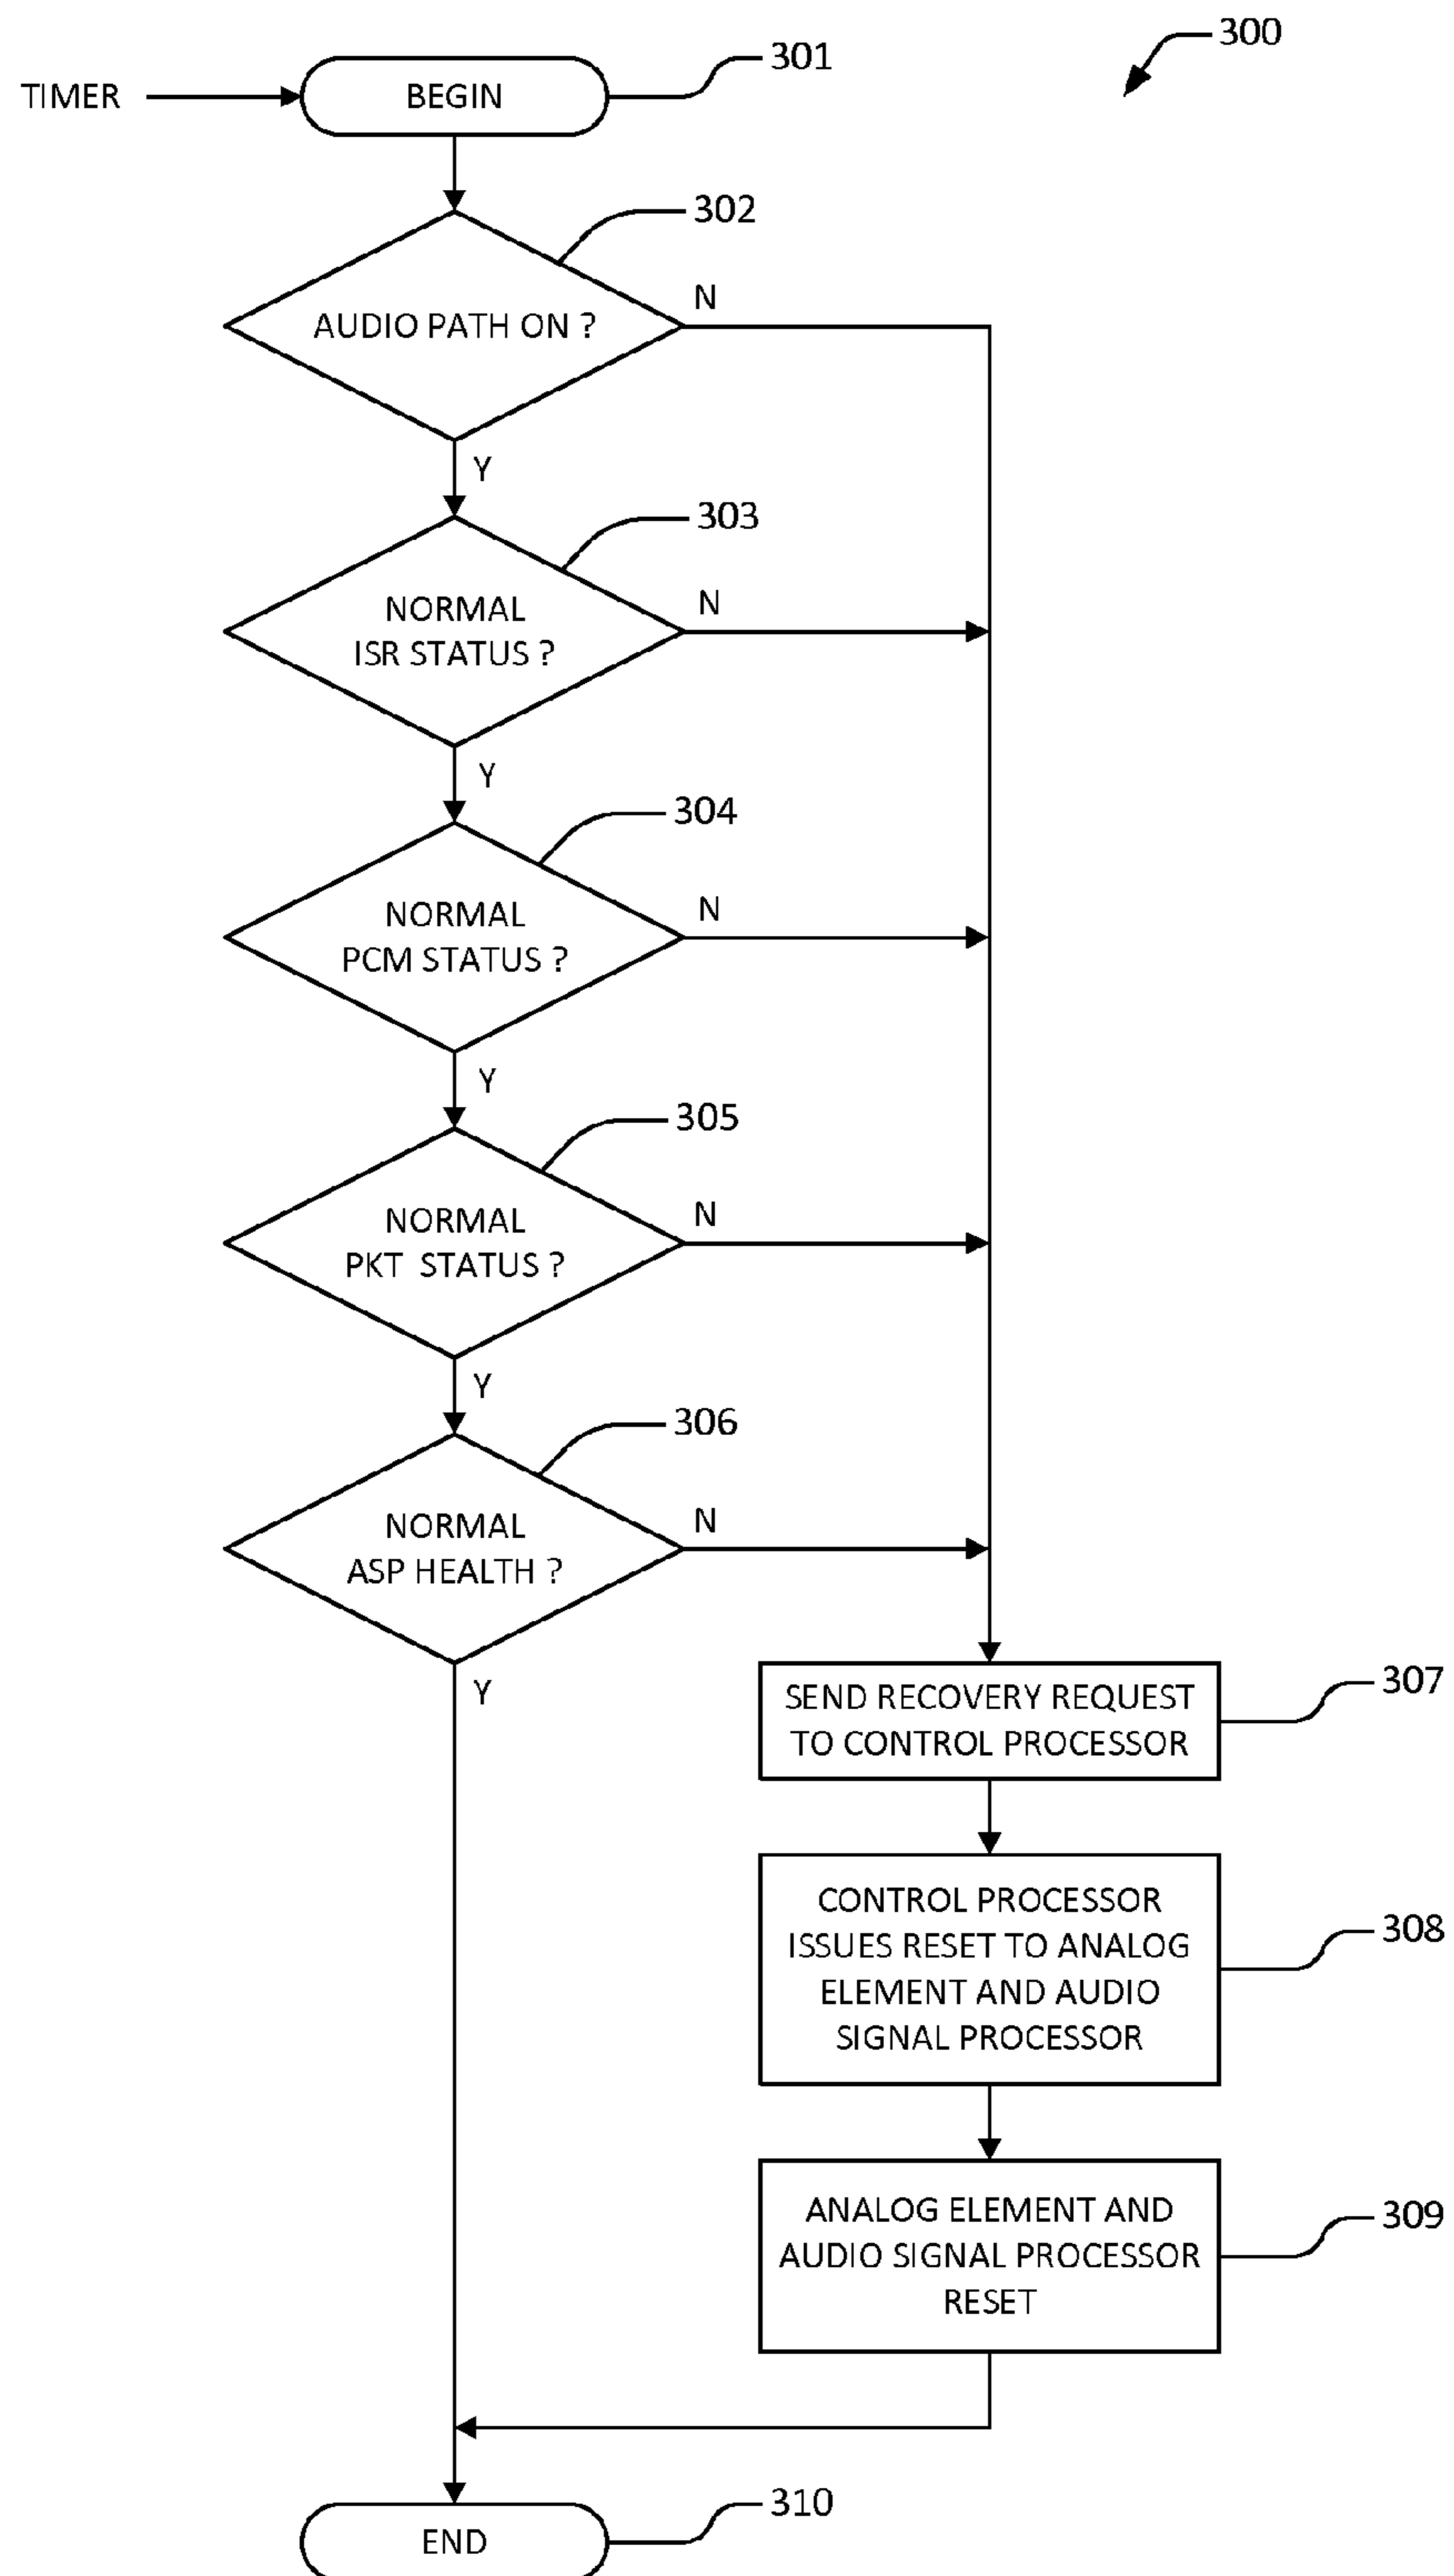 300
301
TIMER
BEGIN
302
AUDIO PATH ON ?
N
Y
303
NORMAL
ISR STATUS ?
N
Y
304
NORMAL
PCM STATUS ?
N
Y
305
NORMAL
PKT STATUS ?
N
Y
306
NORMAL
ASP HEALTH ?
N
Y
307
SEND RECOVERY REQUEST
TO CONTROL PROCESSOR
308
CONTROL PROCESSOR
ISSUES RESET TO ANALOG
ELEMENT AND AUDIO
SIGNAL PROCESSOR
309
ANALOG ELEMENT AND
AUDIO SIGNAL PROCESSOR
RESET
310
END